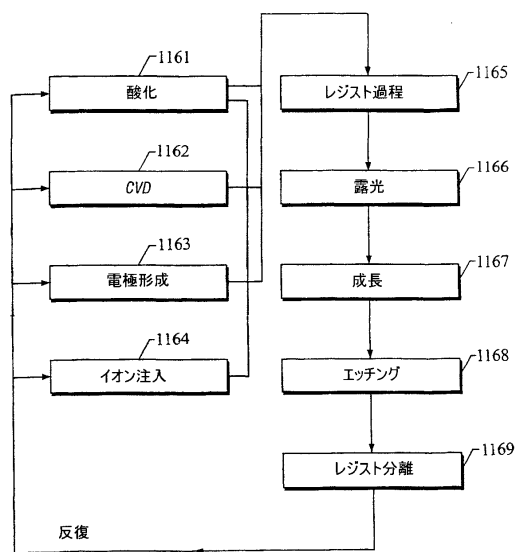 1161
酸化
1162
CVD
1163
電極形成
1164
イオン注入
1165
レジスト過程
1166
露光
1167
成長
1168
エッチング
1169
レジスト分離
反復